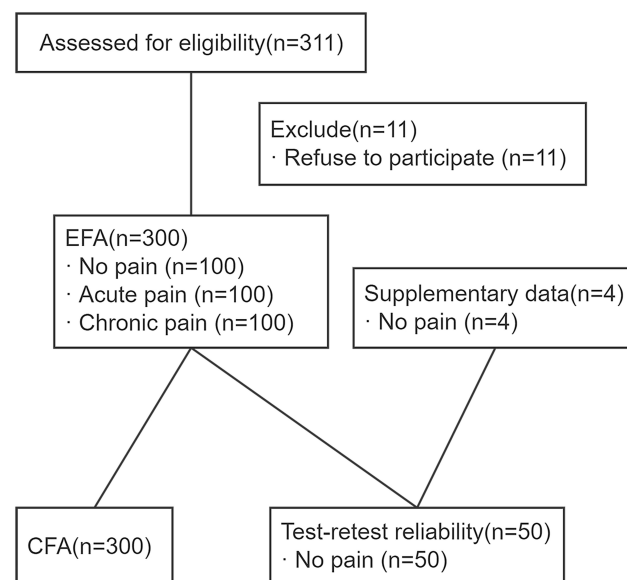 Assessed for eligibility(n=311)
Exclude(n=11)
· Refuse to participate (n=11)
EFA(n=300)
· No pain (n=100)
· Acute pain (n=100)
· Chronic pain (n=100)
Supplementary data(n=4)
· No pain (n=4)
CFA(n=300)
Test-retest reliability(n=50)
· No pain (n=50)